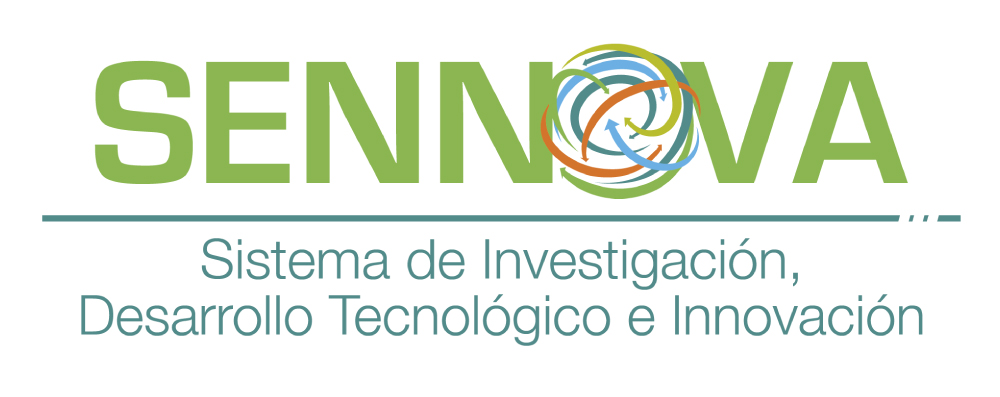 SENNOVA
Sistema de Investigación,
Desarrollo Tecnológico e Innovación